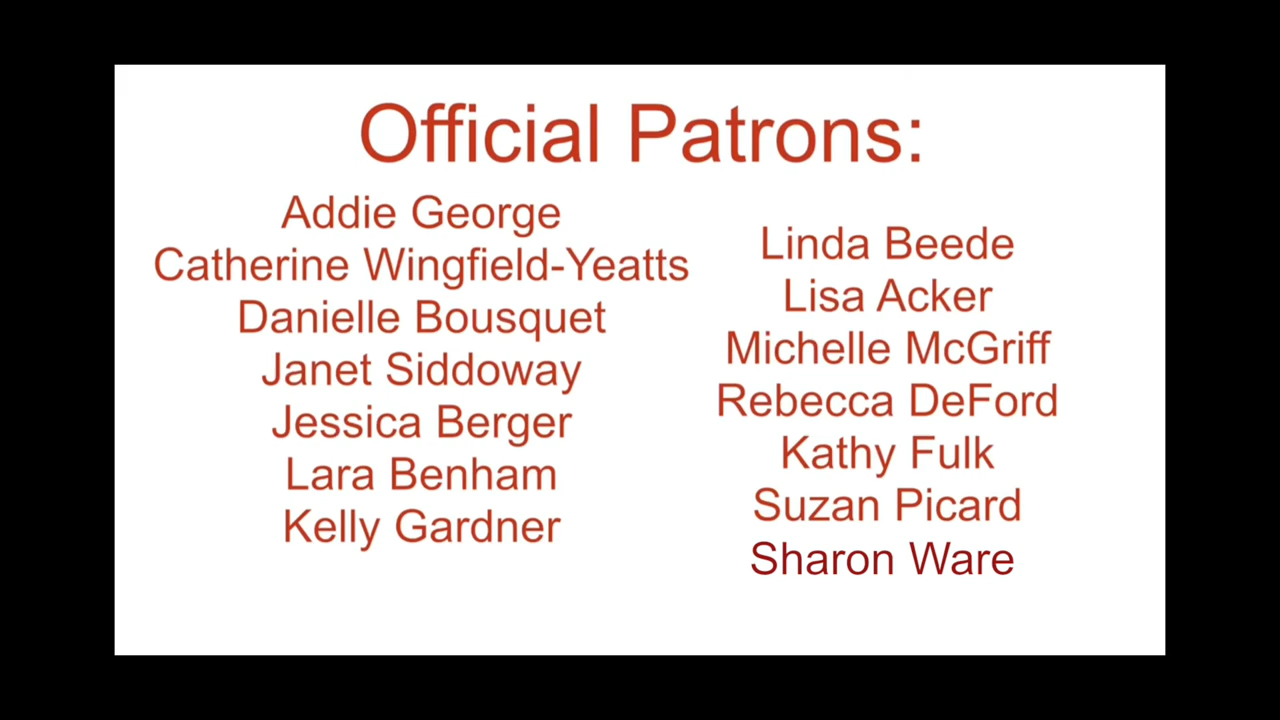 Official Patrons:
Addie George
Catherine Wingfield-Yeatts
Danielle Bousquet
Janet Siddoway
Jessica Berger
Lara Benham
Kelly Gardner
Linda Beede
Lisa Acker
Michelle McGriff
Rebecca DeFord
Kathy Fulk
Suzan Picard
Sharon Ware